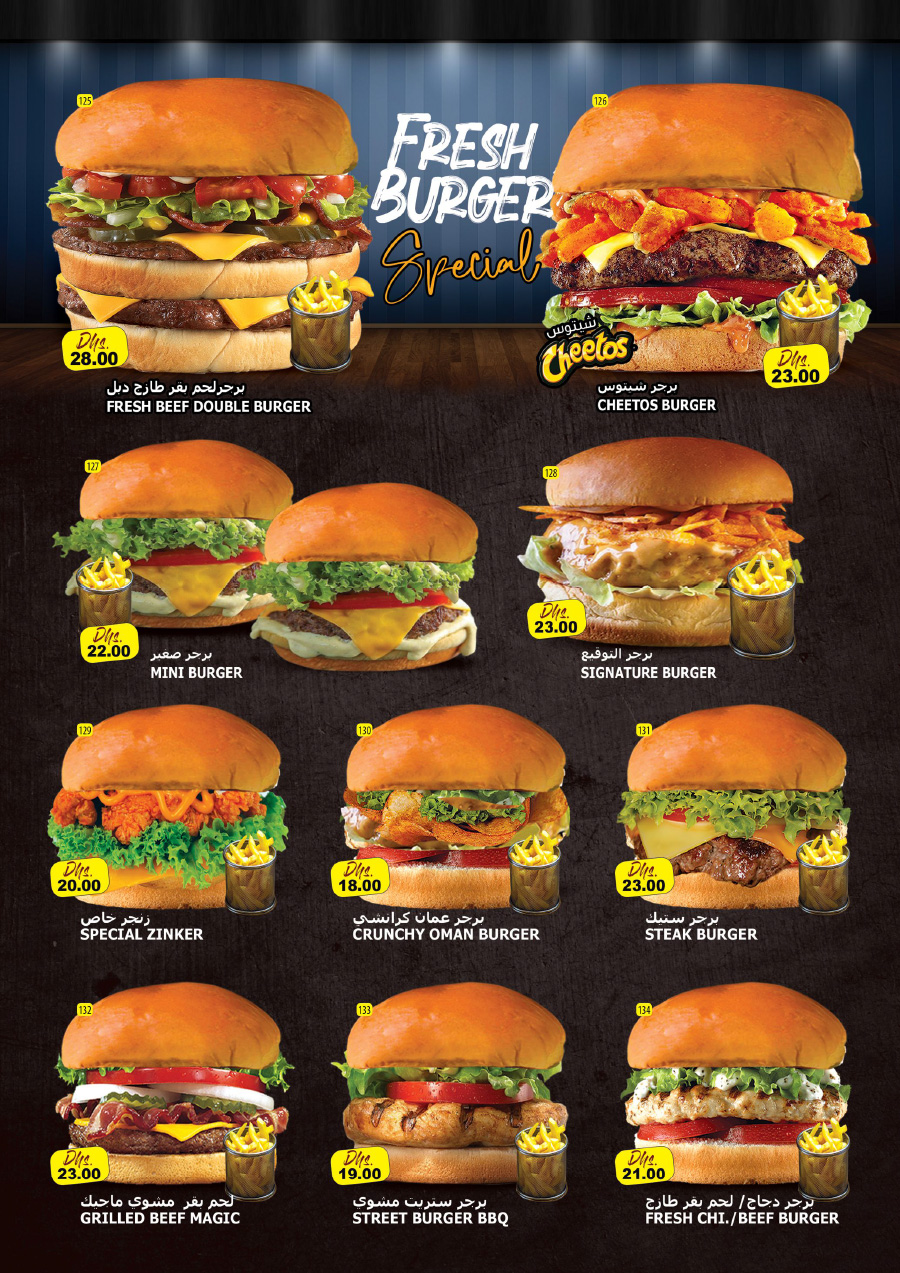 125
126
FRESH
BURGER
Special
Dhs.
28.00
شيتوس
Cheetos
Dhs.
23.00
برجرلحم بقر طازج دبل
FRESH BEEF DOUBLE BURGER
برجر شيتوس
CHEETOS BURGER
127
128
Dhs.
22.00
Dhs.
23.00
برجر صغير
MINI BURGER
برجر التوقيع
SIGNATURE BURGER
129
130
131
Dhs.
20.00
Dhs.
18.00
Dhs.
23.00
زنجر خاص
SPECIAL ZINKER
برجر عمان كرانشي
CRUNCHY OMAN BURGER
برجر ستيك
STEAK BURGER
132
133
134
Dhs.
23.00
Dhs.
19.00
Dhs.
21.00
لحم بقر مشوي ماجيك
GRILLED BEEF MAGIC
برجر ستريت مشوي
STREET BURGER BBQ
برجر دجاج/ لحم بقر طازج
FRESH CHI./BEEF BURGER